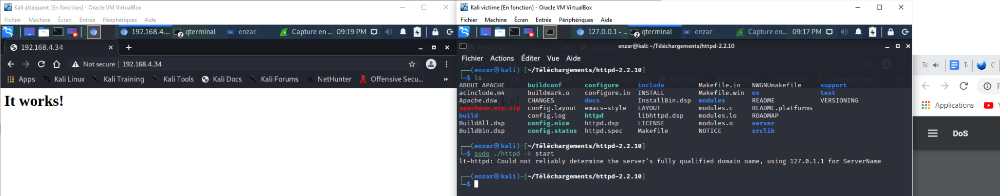 Kali attaquant [En fonction] - Oracle VM VirtualBox
Fichier Machine Écran Entrée Périphériques Aide
192.168.4.... 2 qterminal enzar Capture en ... 09:19 PM
192.168.4.34
Not secure 192.168.4.34
Apps Kali Linux Kali Training Kali Tools Kali Docs Kali Forums NetHunter Offensive Secu... »
It works!
Kali victime [En fonction] - Oracle VM VirtualBox
Fichier Machine Écran Entrée Périphériques Aide
127.0.0.1 - ... 2 qterminal enzar Capture en... 09:17 PM
enzar@kali: ~/Téléchargements/httpd-2.2.10
Fichier Actions Éditer Vue Aide
┌──(enzar㉿kali)-[~/Téléchargements/httpd-2.2.10]
└─$ ls
ABOUT_APACHE buildconf configure include Makefile.in NWGNUmakefile support
acinclude.m4 buildmark.o configure.in INSTALL Makefile.win os test
Apache.dsw CHANGES docs InstallBin.dsp modules README VERSIONING
apachenw.mcp.zip config.layout emacs-style LAYOUT modules.c README.platforms
build config.log httpd libhttpd.dsp modules.lo ROADMAP
BuildAll.dsp config.nice httpd.dsp LICENSE modules.o server
BuildBin.dsp config.status httpd.spec Makefile NOTICE srclib
┌──(enzar㉿kali)-[~/Téléchargements/httpd-2.2.10]
└─$ sudo ./httpd -k start
lt-httpd: Could not reliably determine the server's fully qualified domain name, using 127.0.1.1 for ServerName
┌──(enzar㉿kali)-[~/Téléchargements/httpd-2.2.10]
└─$
Te
Applications
DoS